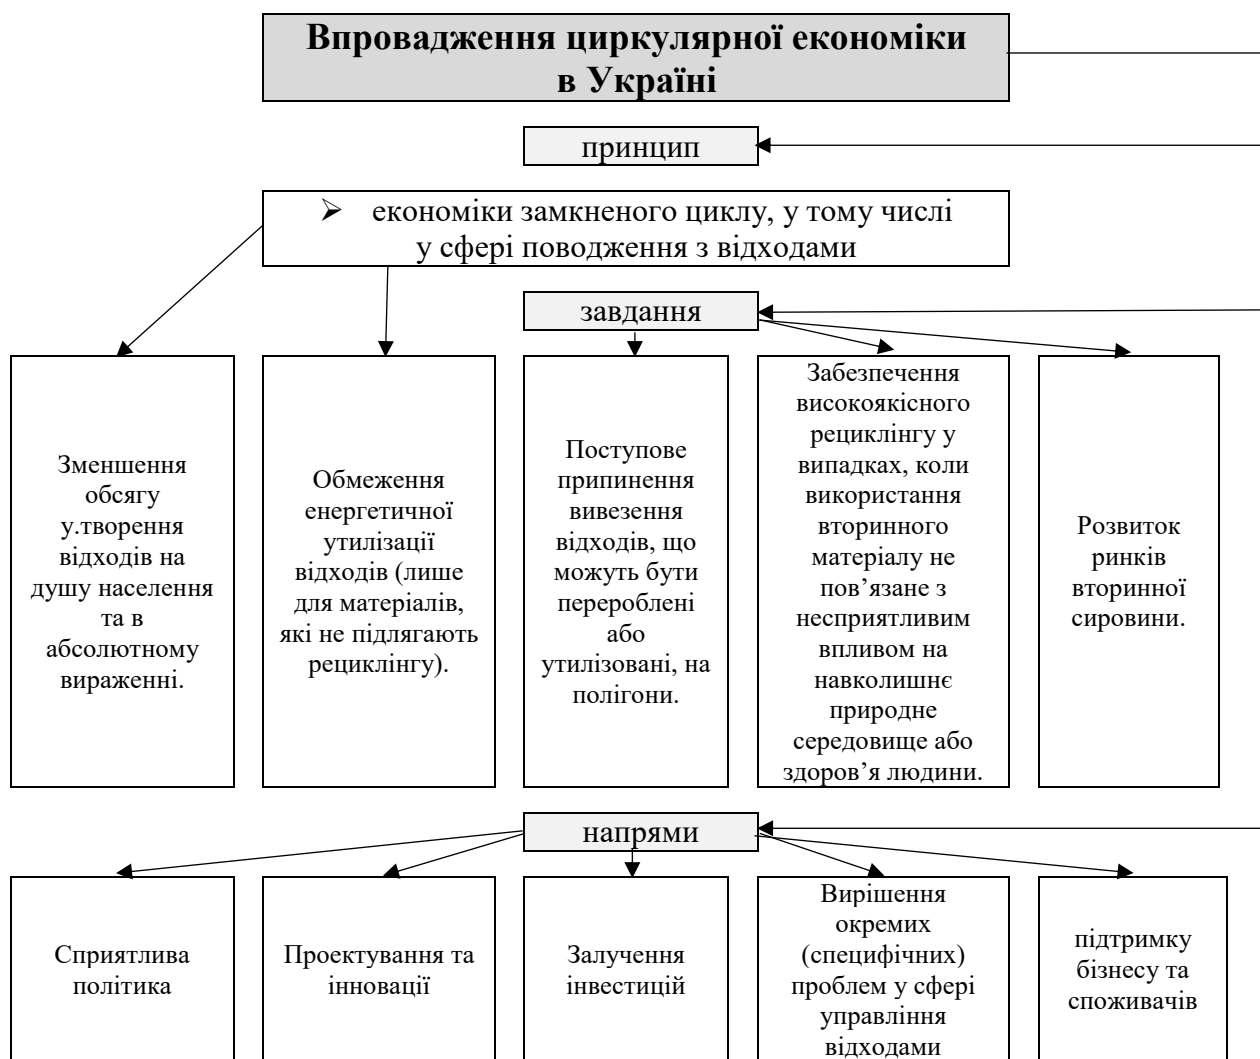 Впровадження циркулярної економіки
в Україні
принцип
➢ економіки замкненого циклу, у тому числі
у сфері поводження з відходами
завдання
Зменшення
обсягу
у.творення
відходів на
душу населення
та в
абсолютному
вираженні.
Обмеження
енергетичної
утилізації
відходів (лише
для матеріалів,
які не підлягають
рециклінгу).
Поступове
припинення
вивезення
відходів, що
можуть бути
перероблені
або
утилізовані, на
полігони.
Забезпечення
високоякісного
рециклінгу у
випадках, коли
використання
вторинного
матеріалу не
пов’язане з
несприятливим
впливом на
навколишнє
природне
середовище або
здоров’я людини.
Розвиток
ринків
вторинної
сировини.
напрями
Сприятлива
політика
Проектування та
інновації
Залучення
інвестицій
Вирішення
окремих
(специфічних)
проблем у сфері
управління
відходами
підтримку
бізнесу та
споживачів